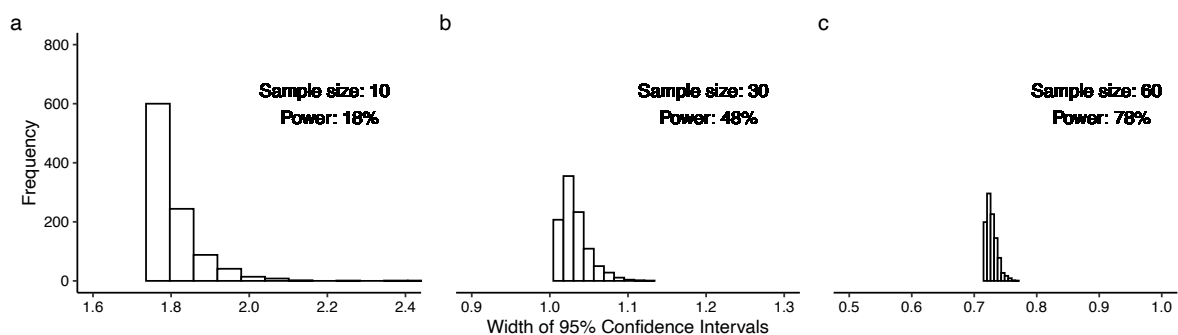 a
b
c
800
600
400
200
0
Frequency
Sample size: 10
Power: 18%
Sample size: 30
Power: 48%
Sample size: 60
Power: 78%
1.6 1.8 2.0 2.2 2.4
0.9 1.0 1.1 1.2 1.3
0.5 0.6 0.7 0.8 0.9 1.0
Width of 95% Confidence Intervals